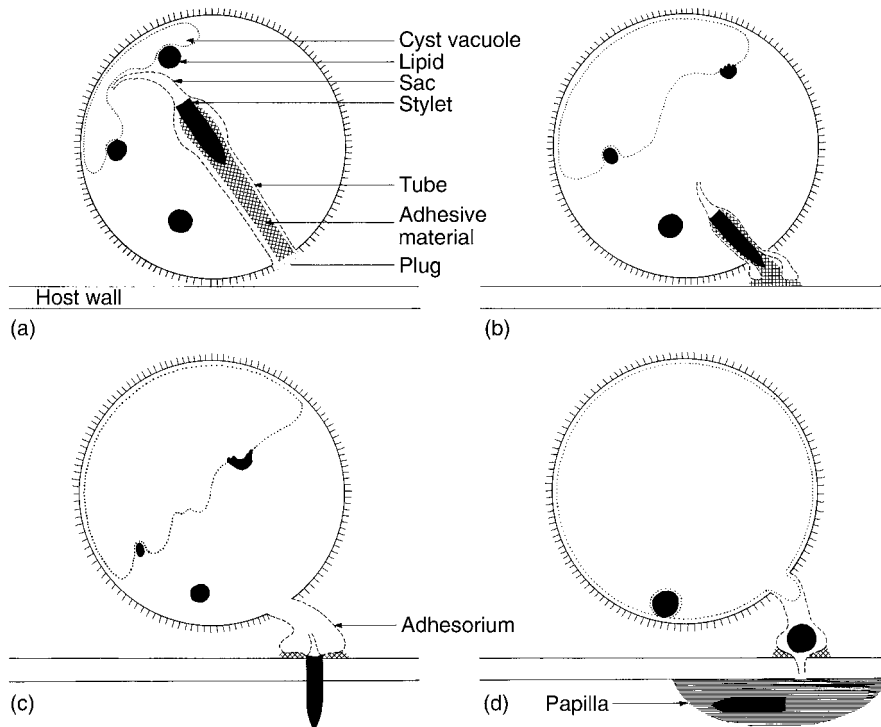 Cyst vacuole
Lipid
Sac
Stylet
Tube
Adhesive
material
Plug
Host wall
(a)
(b)
Adhesorium
(c)
(d)
Papilla